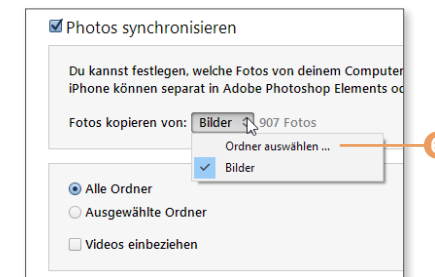 Photos synchronisieren
Du kannst festlegen, welche Fotos von deinem Computer
iPhone können separat in Adobe Photoshop Elements
Fotos kopieren von: Bilder 907 Fotos
Ordner auswählen ...
Bilder
Alle Ordner
Ausgewählte Ordner
Videos einbeziehen